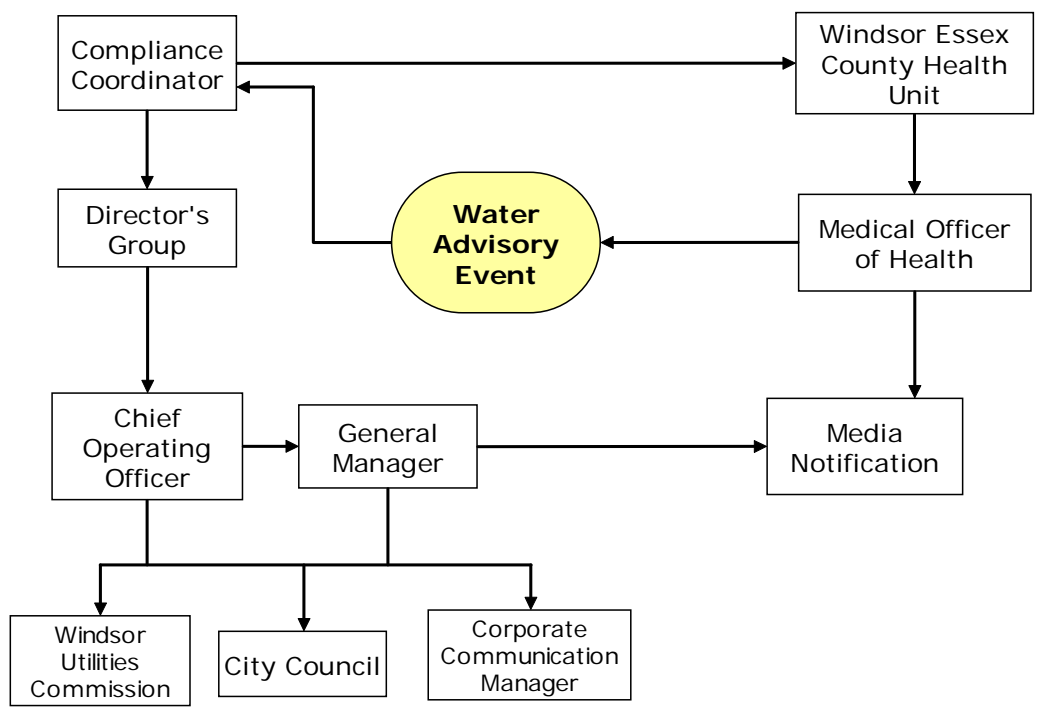 Compliance
Coordinator
Windsor Essex
County Health
Unit
Director's
Group
Water
Advisory
Event
Medical Officer
of Health
Chief
Operating
Officer
General
Manager
Media
Notification
Windsor
Utilities
Commission
City Council
Corporate
Communication
Manager